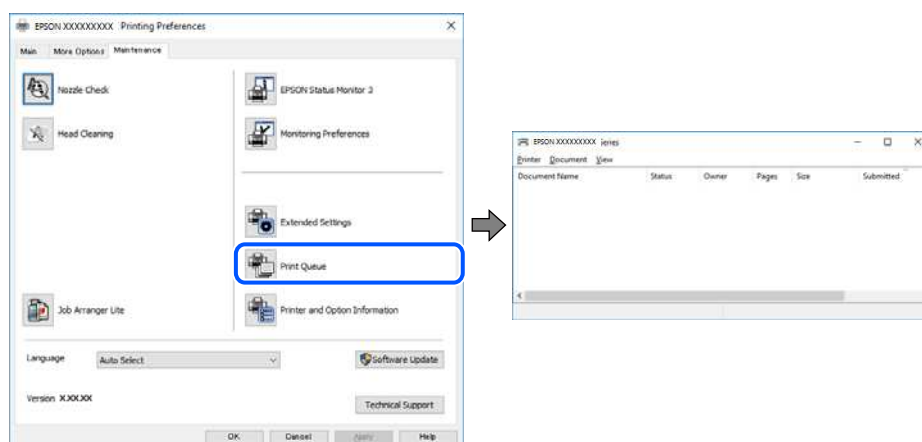 EPSON XXXXXXXXX Printing Preferences
Main More Options Maintenance
Nozzle Check
EPSON Status Monitor 3
Head Cleaning
Monitoring Preferences
Extended Settings
Print Queue
Job Arranger Lite
Printer and Option Information
Language
Auto Select
Software Update
Version X.XX.XX
Technical Support
OK Cancel Apply Help
EPSON XXXXXXXXX Series
Printer Document View
Document Name Status Owner Pages Size Submitted